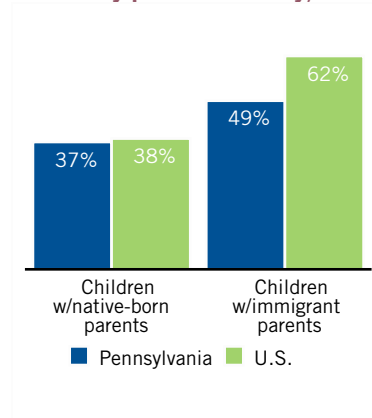 37%
38%
49%
62%
Children
w/native-born
parents
Children
w/immigrant
parents
Pennsylvania
U.S.